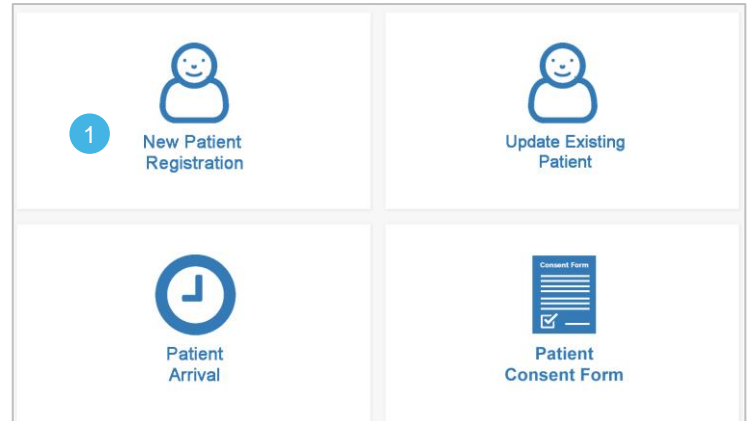 1
New Patient
Registration
Update Existing
Patient
Patient
Arrival
Consent Form
Patient
Consent Form